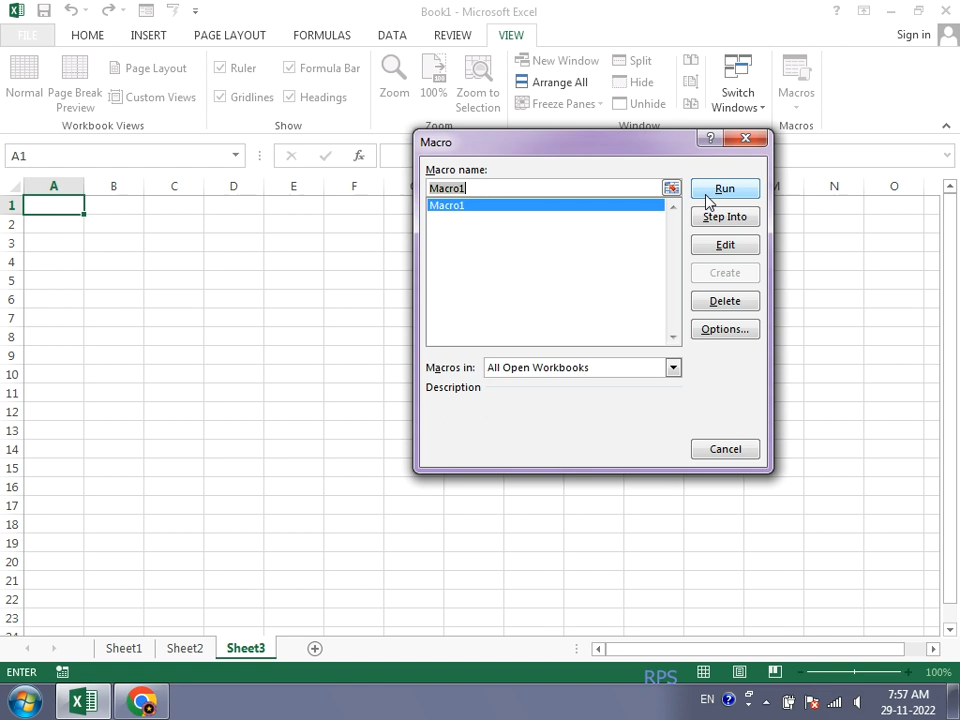 Book1 - Microsoft Excel
FILE HOME INSERT PAGE LAYOUT FORMULAS DATA REVIEW VIEW Sign in
Normal
Page Break Preview
Page Layout
Custom Views
Workbook Views
Ruler
Formula Bar
Gridlines
Headings
Show
Zoom
100%
Zoom to Selection
Zoom
New Window
Arrange All
Freeze Panes
Split
Hide
Unhide
Switch Windows
Window
Macros
Macros
A1
fx
A B C D E F M N O
1
2
3
4
5
6
7
8
9
10
11
12
13
14
15
16
17
18
19
20
21
22
23
Macro
?
Macro name:
Macro1
Macro1
Run
Step Into
Edit
Create
Delete
Options...
Macros in:
All Open Workbooks
Description
Cancel
Sheet1 Sheet2 Sheet3
ENTER
100%
RPS
EN
7:57 AM
29-11-2022